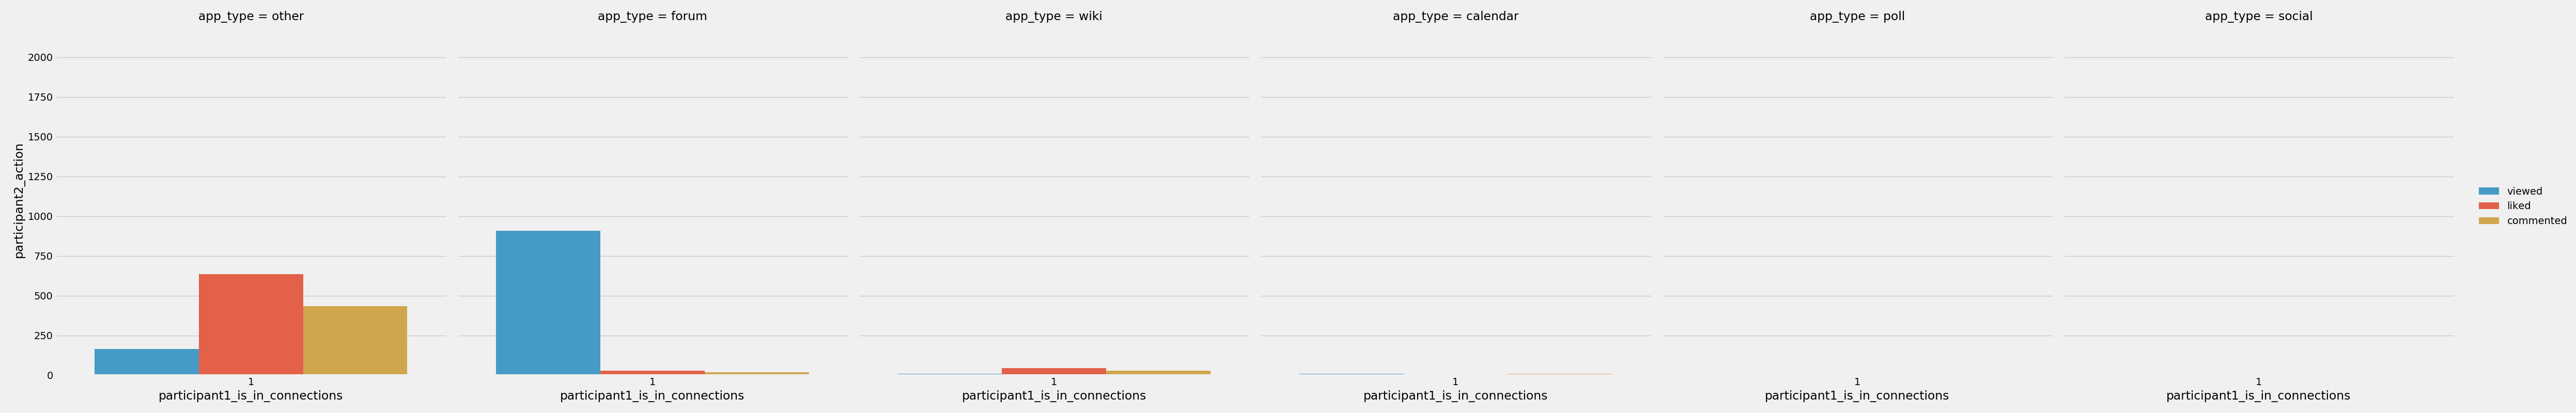 app_type = other
app_type = forum
app_type = wiki
app_type = calendar
app_type = poll
app_type = social
participant2_action
2000
1750
1500
1250
1000
750
500
250
0
1
1
1
1
1
1
participant1_is_in_connections
participant1_is_in_connections
participant1_is_in_connections
participant1_is_in_connections
participant1_is_in_connections
participant1_is_in_connections
viewed
liked
commented